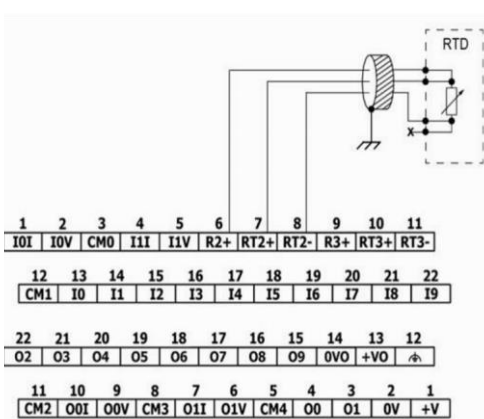 RTD
x
1 2 3 4 5 6 7 8 9 10 11
I0I I0V CM0 I1I I1V R2+ RT2+ RT2- R3+ RT3+ RT3-
12 13 14 15 16 17 18 19 20 21 22
CM1 I0 I1 I2 I3 I4 I5 I6 I7 I8 I9
22 21 20 19 18 17 16 15 14 13 12
O2 O3 O4 O5 O6 O7 O8 O9 0VO +VO
11 10 9 8 7 6 5 4 3 2 1
CM2 O0I O0V CM3 O1I O1V CM4 O0 O1 0V +V